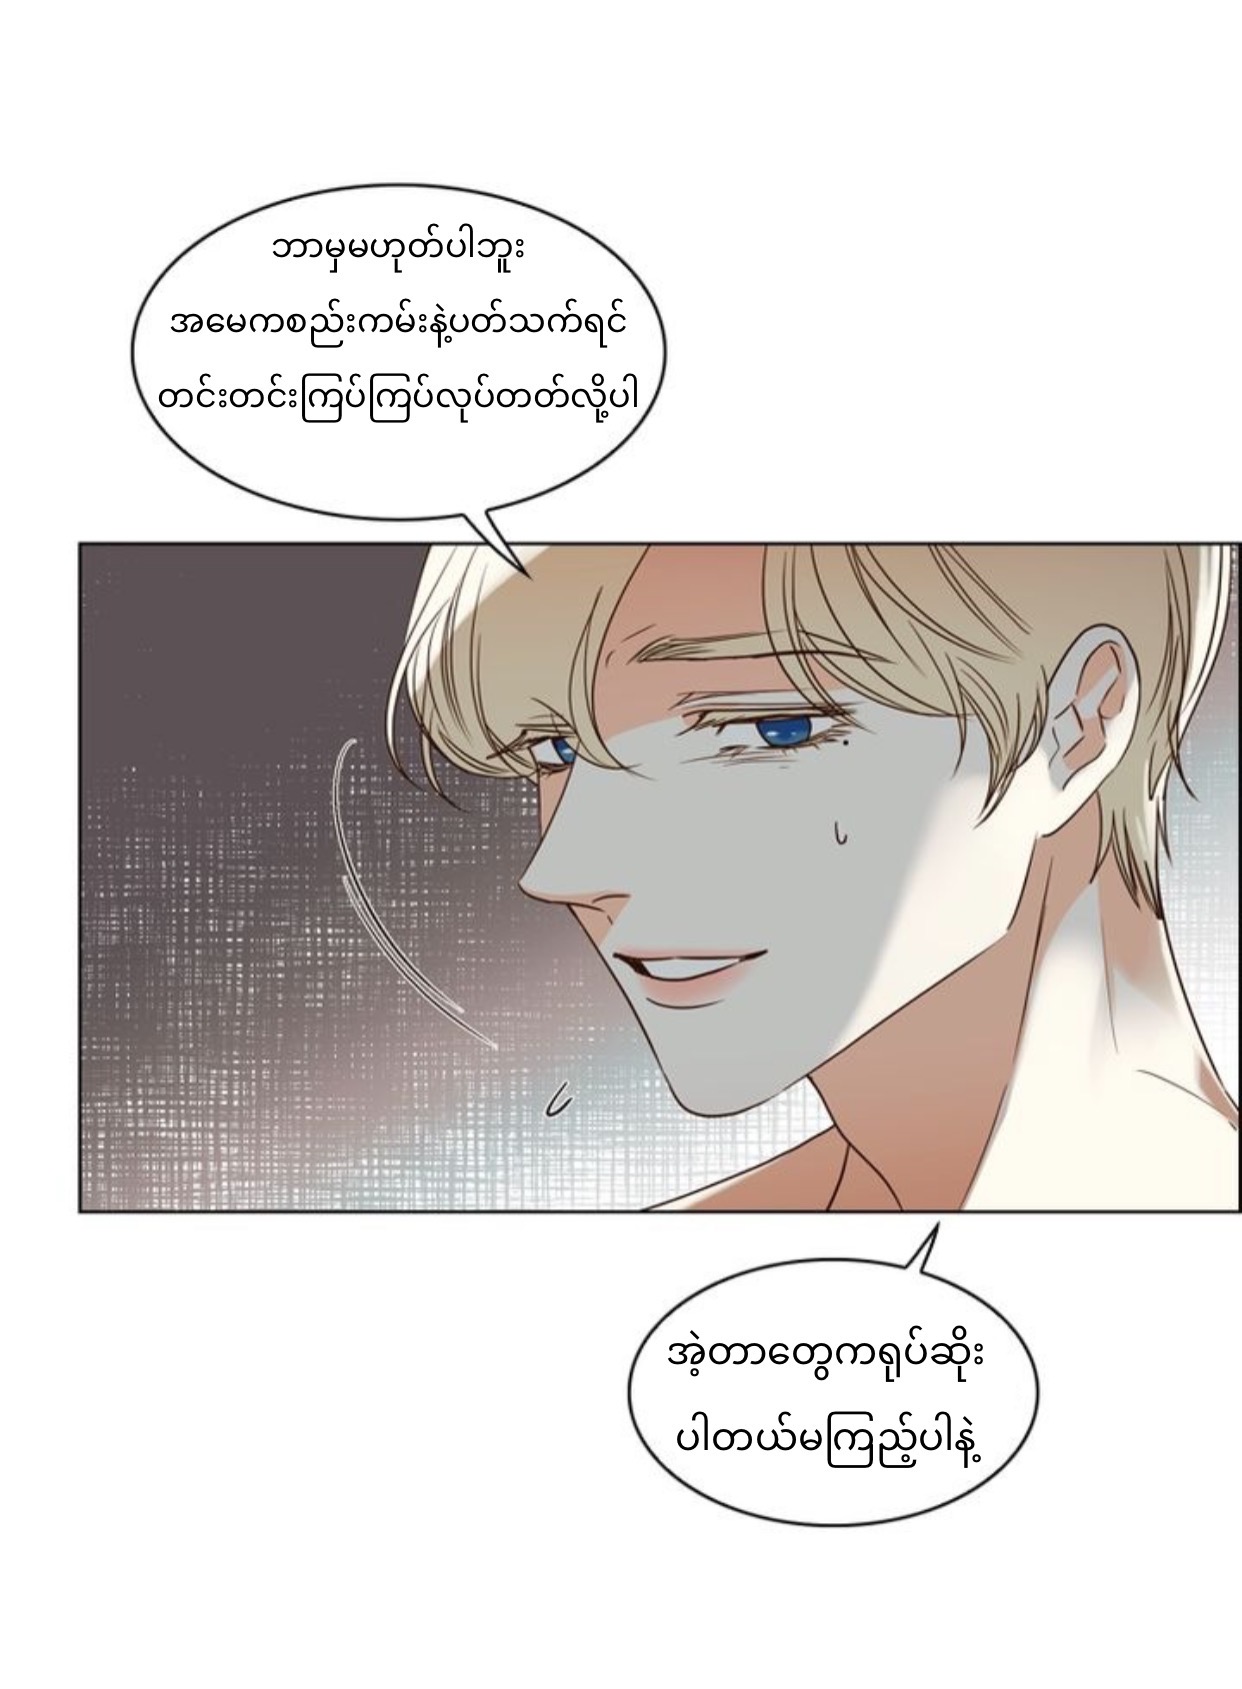 ဘာမှမဟုတ်ပါဘူး
အမေကစည်းကမ်းနဲ့ပတ်သက်ရင်
တင်းတင်းကြပ်ကြပ်လုပ်တတ်လို့ပါ
အဲ့တာတွေကရုပ်ဆိုး
ပါတယ်မကြည့်ပါနဲ့